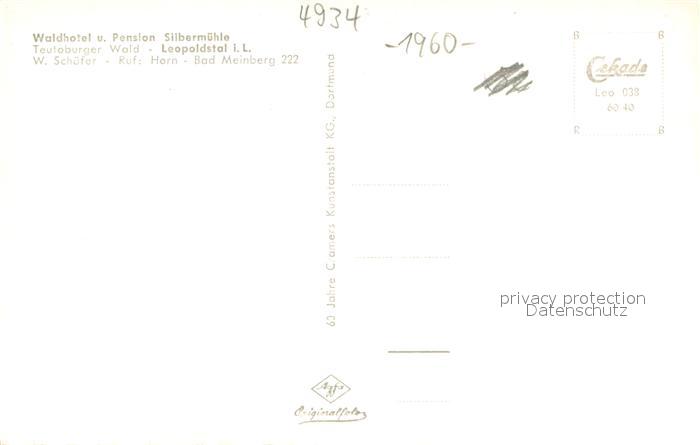 4934
-1960-
Waldhotel u. Pension Silbermühle
Teutoburger Wald - Leopoldstal i. L.
W. Schäfer - Ruf: Horn - Bad Meinberg 222
60 Jahre Cramers Kunstanstalt KG., Dortmund
B B
Cekade
Leo 038
60 40
R B
privacy protection
Datenschutz
Agfa
Originalfoto